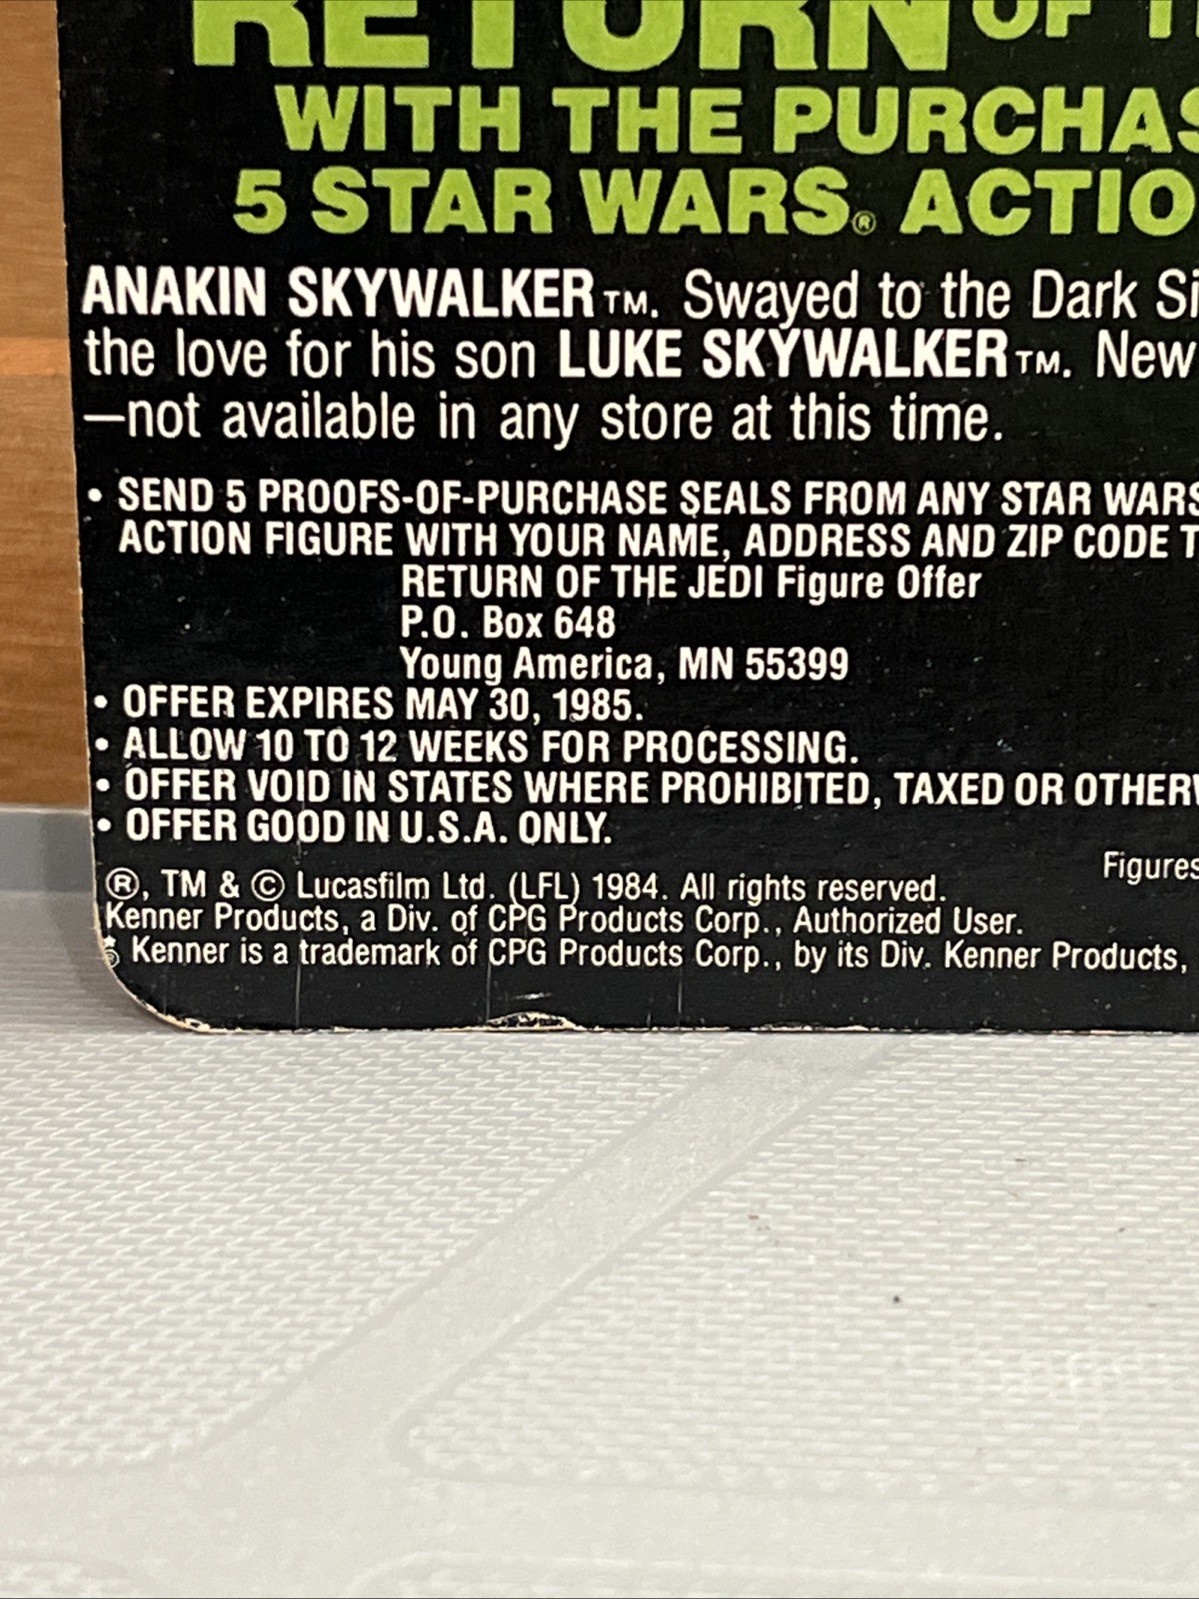 RETURN OF
WITH THE PURCHAS
5 STAR WARS® ACTIO
ANAKIN SKYWALKER TM. Swayed to the Dark Si
the love for his son LUKE SKYWALKER TM. New
—not available in any store at this time.
• SEND 5 PROOFS-OF-PURCHASE SEALS FROM ANY STAR WARS
ACTION FIGURE WITH YOUR NAME, ADDRESS AND ZIP CODE T
RETURN OF THE JEDI Figure Offer
P.O. Box 648
Young America, MN 55399
• OFFER EXPIRES MAY 30, 1985.
• ALLOW 10 TO 12 WEEKS FOR PROCESSING.
• OFFER VOID IN STATES WHERE PROHIBITED, TAXED OR OTHERW
• OFFER GOOD IN U.S.A. ONLY.
Figures
®, TM & © Lucasfilm Ltd. (LFL) 1984. All rights reserved.
Kenner Products, a Div. of CPG Products Corp., Authorized User.
* ® Kenner is a trademark of CPG Products Corp., by its Div. Kenner Products,